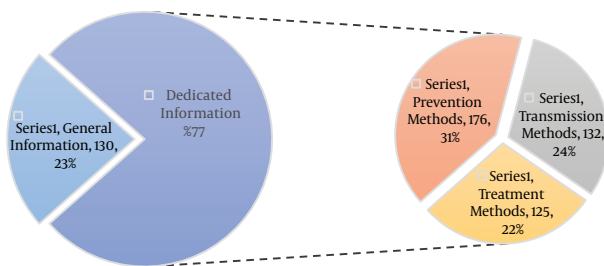 Series1, General
Information, 130,
23%
Dedicated
Information
%77
Series1,
Prevention
Methods, 176,
31%
Series1,
Transmission
Methods, 132,
24%
Series1,
Treatment
Methods, 125,
22%